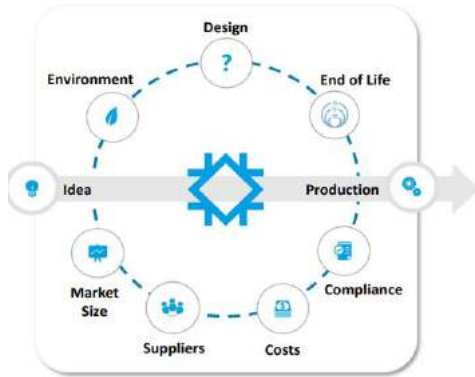 Design
Environment
End of Life
?
Idea
Production
Market
Size
Compliance
Suppliers
Costs